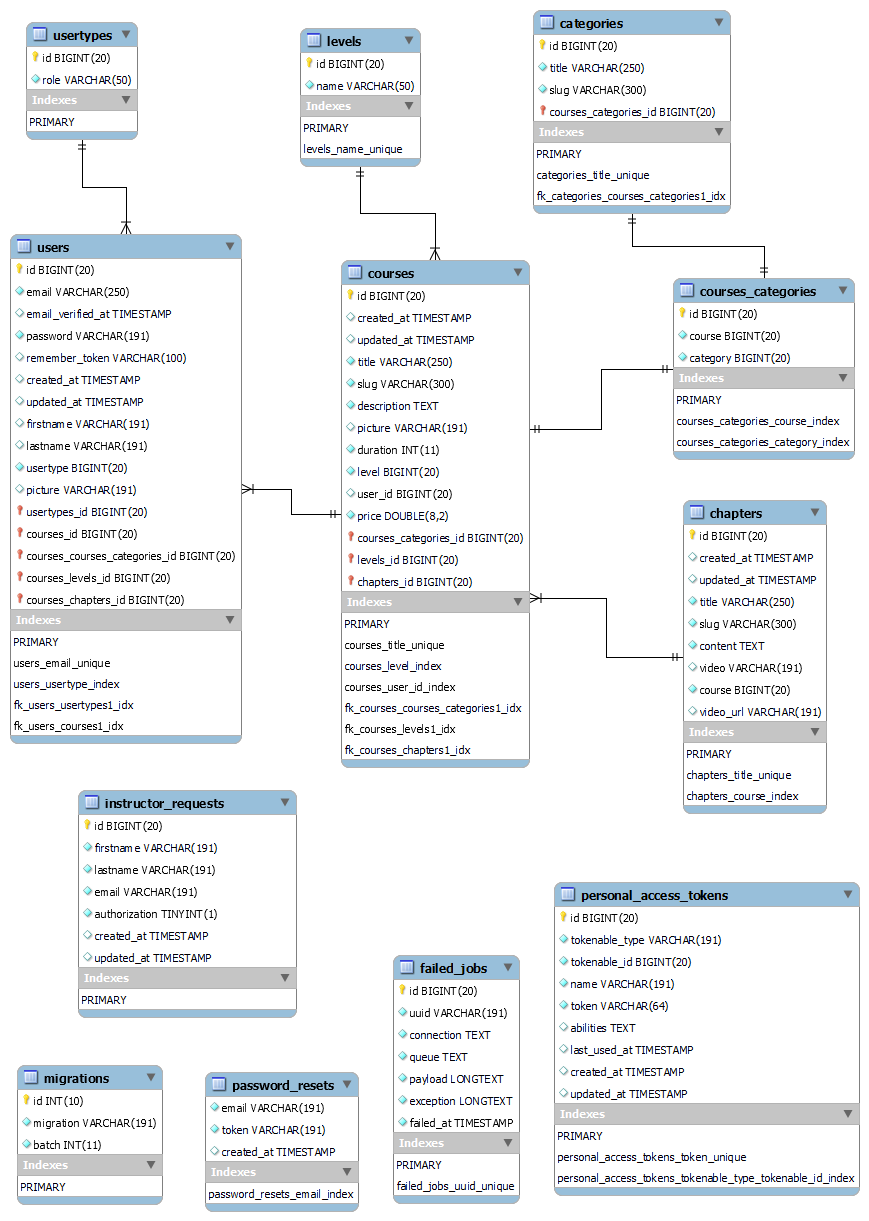 usertypes
id BIGINT(20)
role VARCHAR(50)
Indexes
PRIMARY
levels
id BIGINT(20)
name VARCHAR(50)
Indexes
PRIMARY
levels_name_unique
categories
id BIGINT(20)
title VARCHAR(250)
slug VARCHAR(300)
courses_categories_id BIGINT(20)
Indexes
PRIMARY
categories_title_unique
fk_categories_courses_categories1_idx
users
id BIGINT(20)
email VARCHAR(250)
email_verified_at TIMESTAMP
password VARCHAR(191)
remember_token VARCHAR(100)
created_at TIMESTAMP
updated_at TIMESTAMP
firstname VARCHAR(191)
lastname VARCHAR(191)
usertype BIGINT(20)
picture VARCHAR(191)
usertypes_id BIGINT(20)
courses_id BIGINT(20)
courses_courses_categories_id BIGINT(20)
courses_levels_id BIGINT(20)
courses_chapters_id BIGINT(20)
Indexes
PRIMARY
users_email_unique
users_usertype_index
fk_users_usertypes1_idx
fk_users_courses1_idx
courses
id BIGINT(20)
created_at TIMESTAMP
updated_at TIMESTAMP
title VARCHAR(250)
slug VARCHAR(300)
description TEXT
picture VARCHAR(191)
duration INT(11)
level BIGINT(20)
user_id BIGINT(20)
price DOUBLE(8,2)
courses_categories_id BIGINT(20)
levels_id BIGINT(20)
chapters_id BIGINT(20)
Indexes
PRIMARY
courses_title_unique
courses_level_index
courses_user_id_index
fk_courses_courses_categories1_idx
fk_courses_levels1_idx
fk_courses_chapters1_idx
courses_categories
id BIGINT(20)
course BIGINT(20)
category BIGINT(20)
Indexes
PRIMARY
courses_categories_course_index
courses_categories_category_index
chapters
id BIGINT(20)
created_at TIMESTAMP
updated_at TIMESTAMP
title VARCHAR(250)
slug VARCHAR(300)
content TEXT
video VARCHAR(191)
course BIGINT(20)
video_url VARCHAR(191)
Indexes
PRIMARY
chapters_title_unique
chapters_course_index
instructor_requests
id BIGINT(20)
firstname VARCHAR(191)
lastname VARCHAR(191)
email VARCHAR(191)
authorization TINYINT(1)
created_at TIMESTAMP
updated_at TIMESTAMP
Indexes
PRIMARY
personal_access_tokens
id BIGINT(20)
tokenable_type VARCHAR(191)
tokenable_id BIGINT(20)
name VARCHAR(191)
token VARCHAR(64)
abilities TEXT
last_used_at TIMESTAMP
created_at TIMESTAMP
updated_at TIMESTAMP
Indexes
PRIMARY
personal_access_tokens_token_unique
personal_access_tokens_tokenable_type_tokenable_id_index
failed_jobs
id BIGINT(20)
uuid VARCHAR(191)
connection TEXT
queue TEXT
payload LONGTEXT
exception LONGTEXT
failed_at TIMESTAMP
Indexes
PRIMARY
failed_jobs_uuid_unique
migrations
id INT(10)
migration VARCHAR(191)
batch INT(11)
Indexes
PRIMARY
password_resets
email VARCHAR(191)
token VARCHAR(191)
created_at TIMESTAMP
Indexes
password_resets_email_index